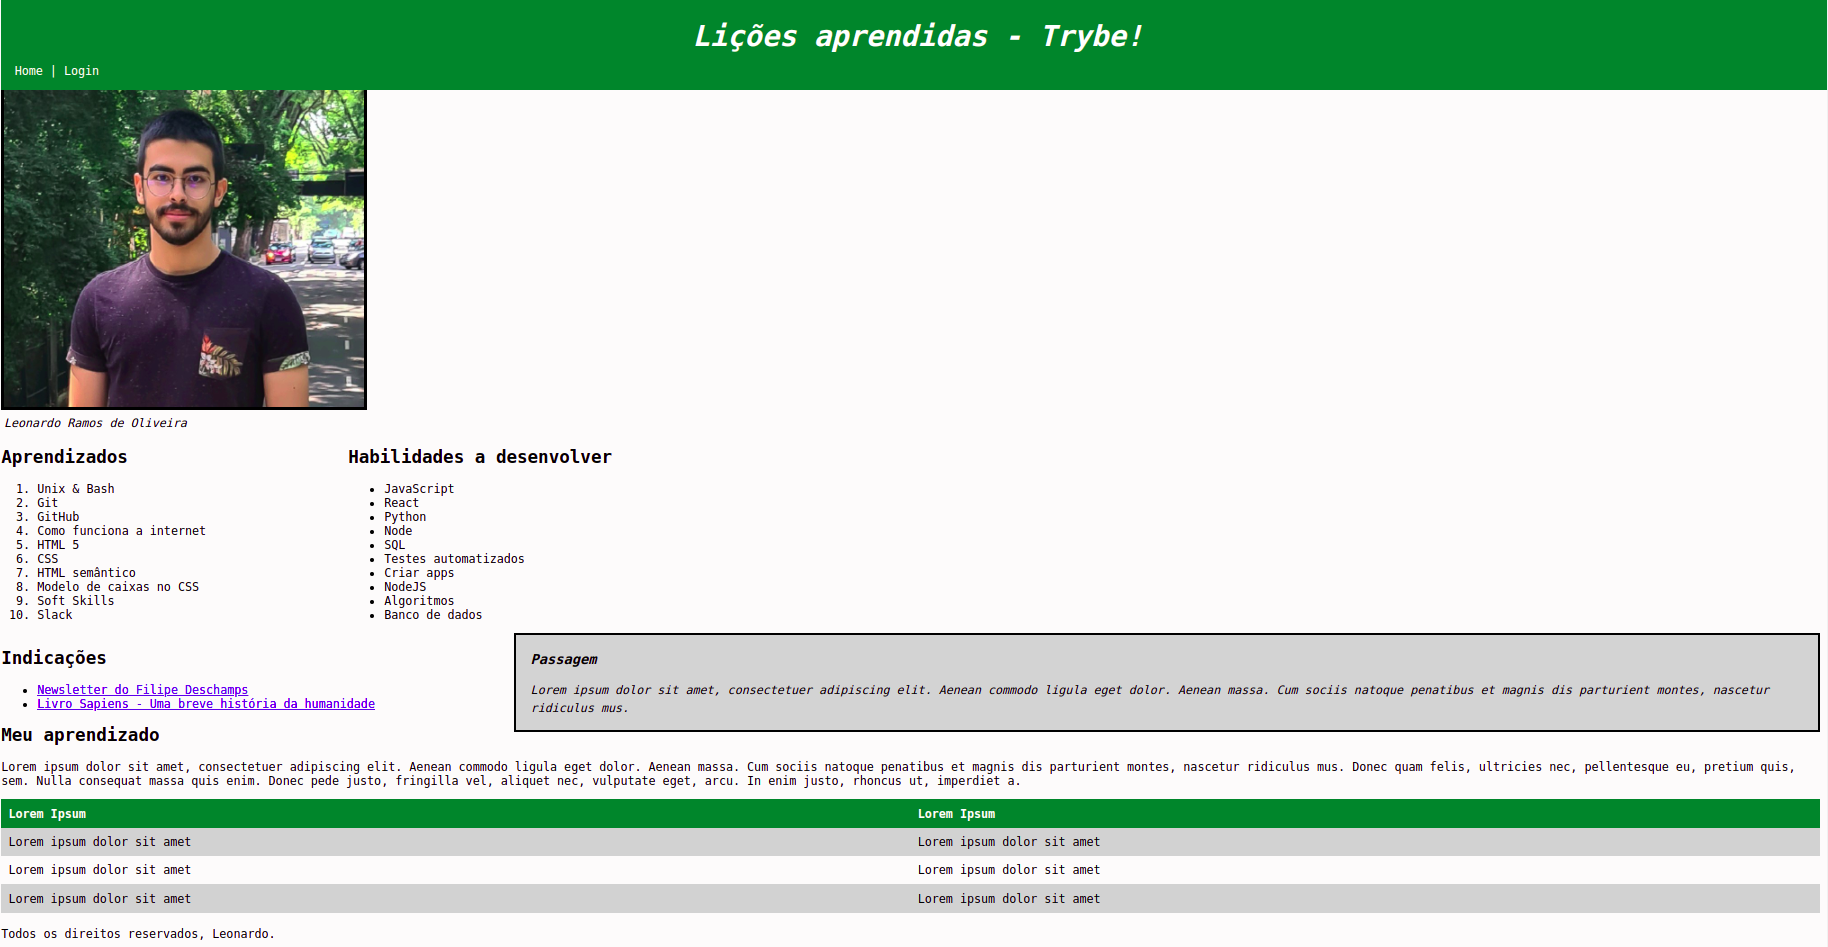 Lições aprendidas - Trybe!
Home | Login
Leonardo Ramos de Oliveira
Aprendizados
1. Unix & Bash
2. Git
3. GitHub
4. Como funciona a internet
5. HTML 5
6. CSS
7. HTML semântico
8. Modelo de caixas no CSS
9. Soft Skills
10. Slack
Habilidades a desenvolver
• JavaScript
• React
• Python
• Node
• SQL
• Testes automatizados
• Criar apps
• NodeJS
• Algoritmos
• Banco de dados
Indicações
• Newsletter do Filipe Deschamps
• Livro Sapiens - Uma breve história da humanidade
Passagem
Lorem ipsum dolor sit amet, consectetuer adipiscing elit. Aenean commodo ligula eget dolor. Aenean massa. Cum sociis natoque penatibus et magnis dis parturient montes, nascetur
ridiculus mus.
Meu aprendizado
Lorem ipsum dolor sit amet, consectetuer adipiscing elit. Aenean commodo ligula eget dolor. Aenean massa. Cum sociis natoque penatibus et magnis dis parturient montes, nascetur ridiculus mus. Donec quam felis, ultricies nec, pellentesque eu, pretium quis,
sem. Nulla consequat massa quis enim. Donec pede justo, fringilla vel, aliquet nec, vulputate eget, arcu. In enim justo, rhoncus ut, imperdiet a.
Lorem Ipsum Lorem Ipsum
Lorem ipsum dolor sit amet Lorem ipsum dolor sit amet
Lorem ipsum dolor sit amet Lorem ipsum dolor sit amet
Lorem ipsum dolor sit amet Lorem ipsum dolor sit amet
Todos os direitos reservados, Leonardo.